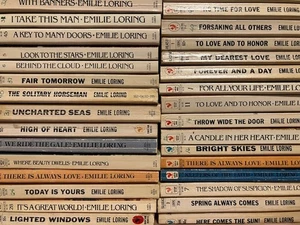 WITH BANNERS-EMILIE LORING
I TAKE THIS MAN-EMILIE LORING
A KEY TO MANY DOORS-EMILIE LORING
LOOK TO THE STARS-EMILIE LORING
BEHIND THE CLOUD-EMILIE LORING
FAIR TOMORROW EMILIE LORING
THE SOLITARY HORSEMAN EMILIE LORING
UNCHARTED SEAS EMILIE LORING
HIGH OF HEART EMILIE LORING
WE RIDE THE GALE! EMILIE LORING
WHERE BEAUTY DWELLS-EMILIE LORING
THERE IS ALWAYS LOVE EMILIE LORING
TODAY IS YOURS EMILIE LORING
IT'S A GREAT WORLD! EMILIE LORING
LIGHTED WINDOWS EMILIE LORING
TIME FOR LOVE EMILIE LORING
FORSAKING ALL OTHERS EMILIE LORING
TO LOVE AND TO HONOR EMILIE LORING
MY DEAREST LOVE EMILIE LORING
FOREVER AND A DAY EMILIE LORING
FOR ALL YOUR LIFE-EMILIE LORING
TO LOVE AND TO HONOR-EMILIE LORING
THROW WIDE THE DOOR EMILIE LORING
A CANDLE IN HER HEART-EMILIE LORING
BRIGHT SKIES EMILIE LORING
THERE IS ALWAYS LOVE-EMILIE LORING
THE SHADOW OF SUSPICION-EMILIE LORING
SPRING ALWAYS COMES EMILIE LORING
HERE COMES THE SUN! EMILIE LORING